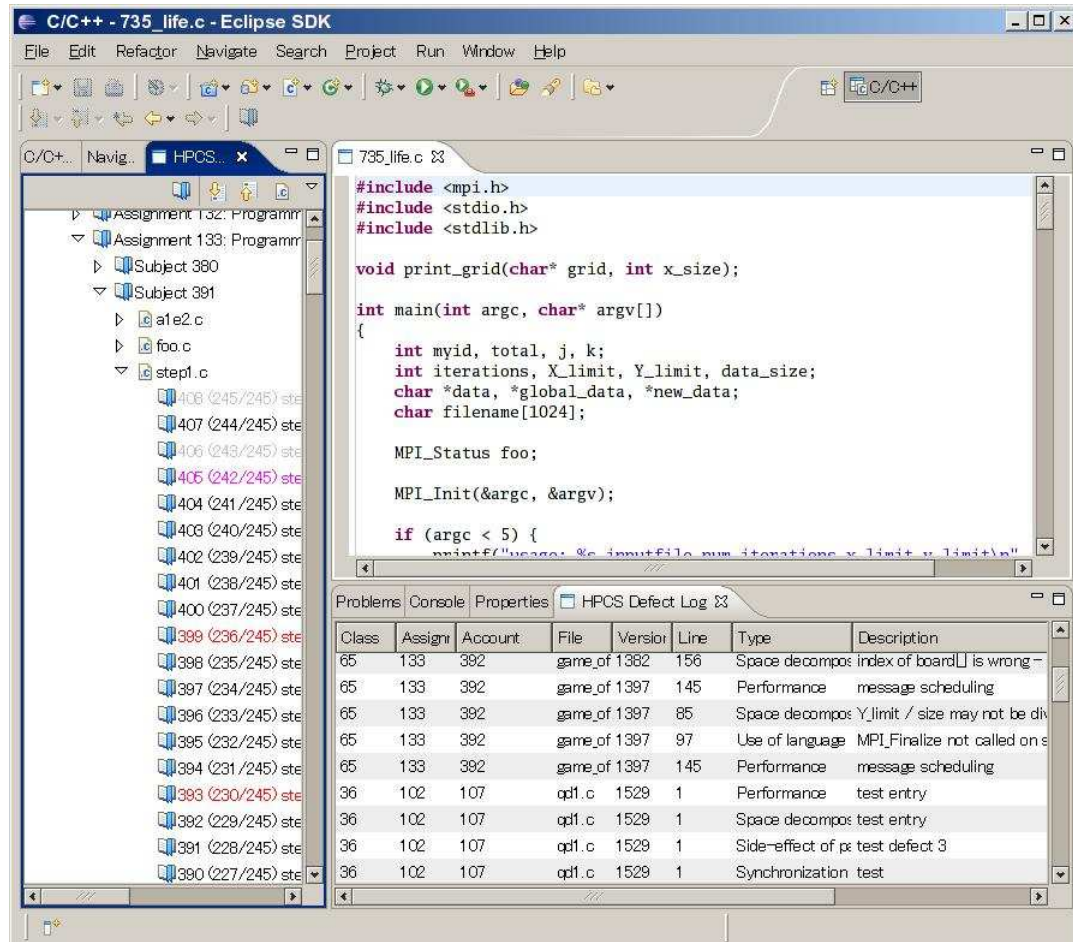 C/C++ - 735_life.c - Eclipse SDK
File Edit Refactor Navigate Search Project Run Window Help
C/C++
C/C+... Navig... HPCS...
Assignment 132: Programm
Assignment 133: Programm
Subject 380
Subject 391
a1e2.c
foo.c
step1.c
408 (245/245) ste
407 (244/245) ste
406 (243/245) ste
405 (242/245) ste
404 (241/245) ste
403 (240/245) ste
402 (239/245) ste
401 (238/245) ste
400 (237/245) ste
399 (236/245) ste
398 (235/245) ste
397 (234/245) ste
396 (233/245) ste
395 (232/245) ste
394 (231/245) ste
393 (230/245) ste
392 (229/245) ste
391 (228/245) ste
390 (227/245) ste
735_life.c
#include <mpi.h>
#include <stdio.h>
#include <stdlib.h>
void print_grid(char* grid, int x_size);
int main(int argc, char* argv[])
{
int myid, total, j, k;
int iterations, X_limit, Y_limit, data_size;
char *data, *global_data, *new_data;
char filename[1024];
MPI_Status foo;
MPI_Init(&argc, &argv);
if (argc < 5) {
printf("usage: %s inputfile num_iterations x_limit y_limit\n"
Problems Console Properties HPCS Defect Log
Class Assignr Account File Version Line Type Description
65 133 392 game_of 1382 156 Space decompos index of board[] is wrong -
65 133 392 game_of 1397 145 Performance message scheduling
65 133 392 game_of 1397 85 Space decompos Y_limit / size may not be div
65 133 392 game_of 1397 97 Use of language MPI_Finalize not called on s
65 133 392 game_of 1397 145 Performance message scheduling
36 102 107 qd1.c 1529 1 Performance test entry
36 102 107 qd1.c 1529 1 Space decompos test entry
36 102 107 qd1.c 1529 1 Side-effect of pa test defect 3
36 102 107 qd1.c 1529 1 Synchronization test